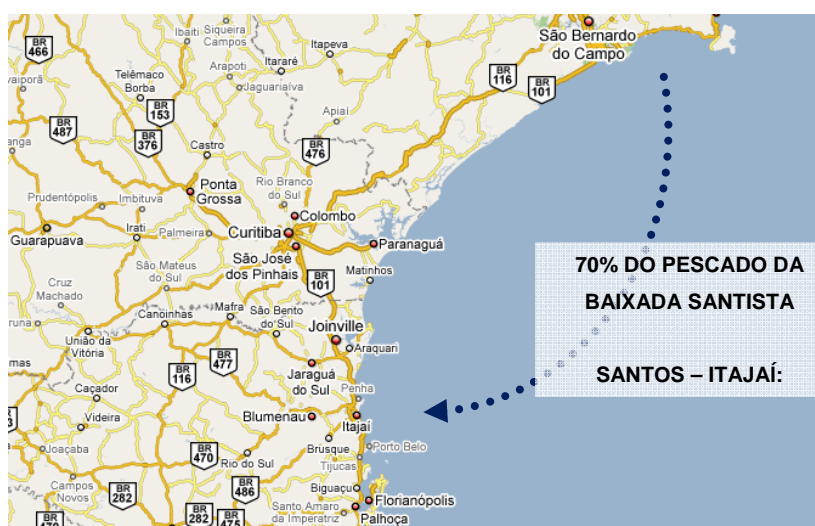 BR 466
Ibaiti
Siqueira Campos
Itapeva
Itararé
São Bernardo do Campo
BR 116
BR 101
Arapoti
Jaguariaíva
Telêmaco Borba
BR 153
Apiaí
BR 487
BR 376
Castro
BR 476
Ponta Grossa
Rio Branco do Sul
Prudentópolis
Imbituva
Colombo
Guarapuava
Irati
Palmeira
Curitiba
São José dos Pinhais
Paranaguá
70% DO PESCADO DA
BAIXADA SANTISTA
SANTOS – ITAJAÍ:
São Mateus do Sul
BR 101
Matinhos
Cruz Machado
Canoinhas
Mafra
São Bento do Sul
União da Vitória
Joinville
Araquari
BR 477
BR 116
Jaraguá do Sul
Penha
Caçador
Videira
Blumenau
Itajaí
Brusque
Porto Belo
Joaçaba
BR 470
Rio do Sul
Tijucas
Campos Novos
BR 282
BR 486
Biguaçu
Santo Amaro da Imperatriz
Florianópolis
Palhoça
BR 282